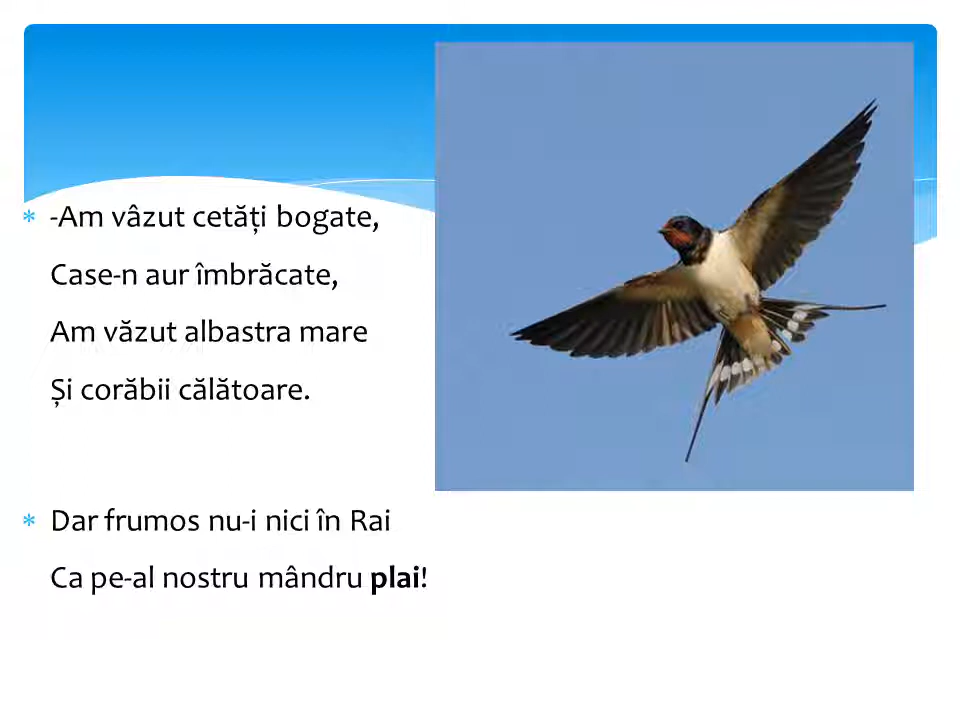 -Am vâzut cetăți bogate,
Case-n aur îmbrăcate,
Am văzut albastra mare
Și corăbii călătoare.
Dar frumos nu-i nici în Rai
Ca pe-al nostru mândru plai!